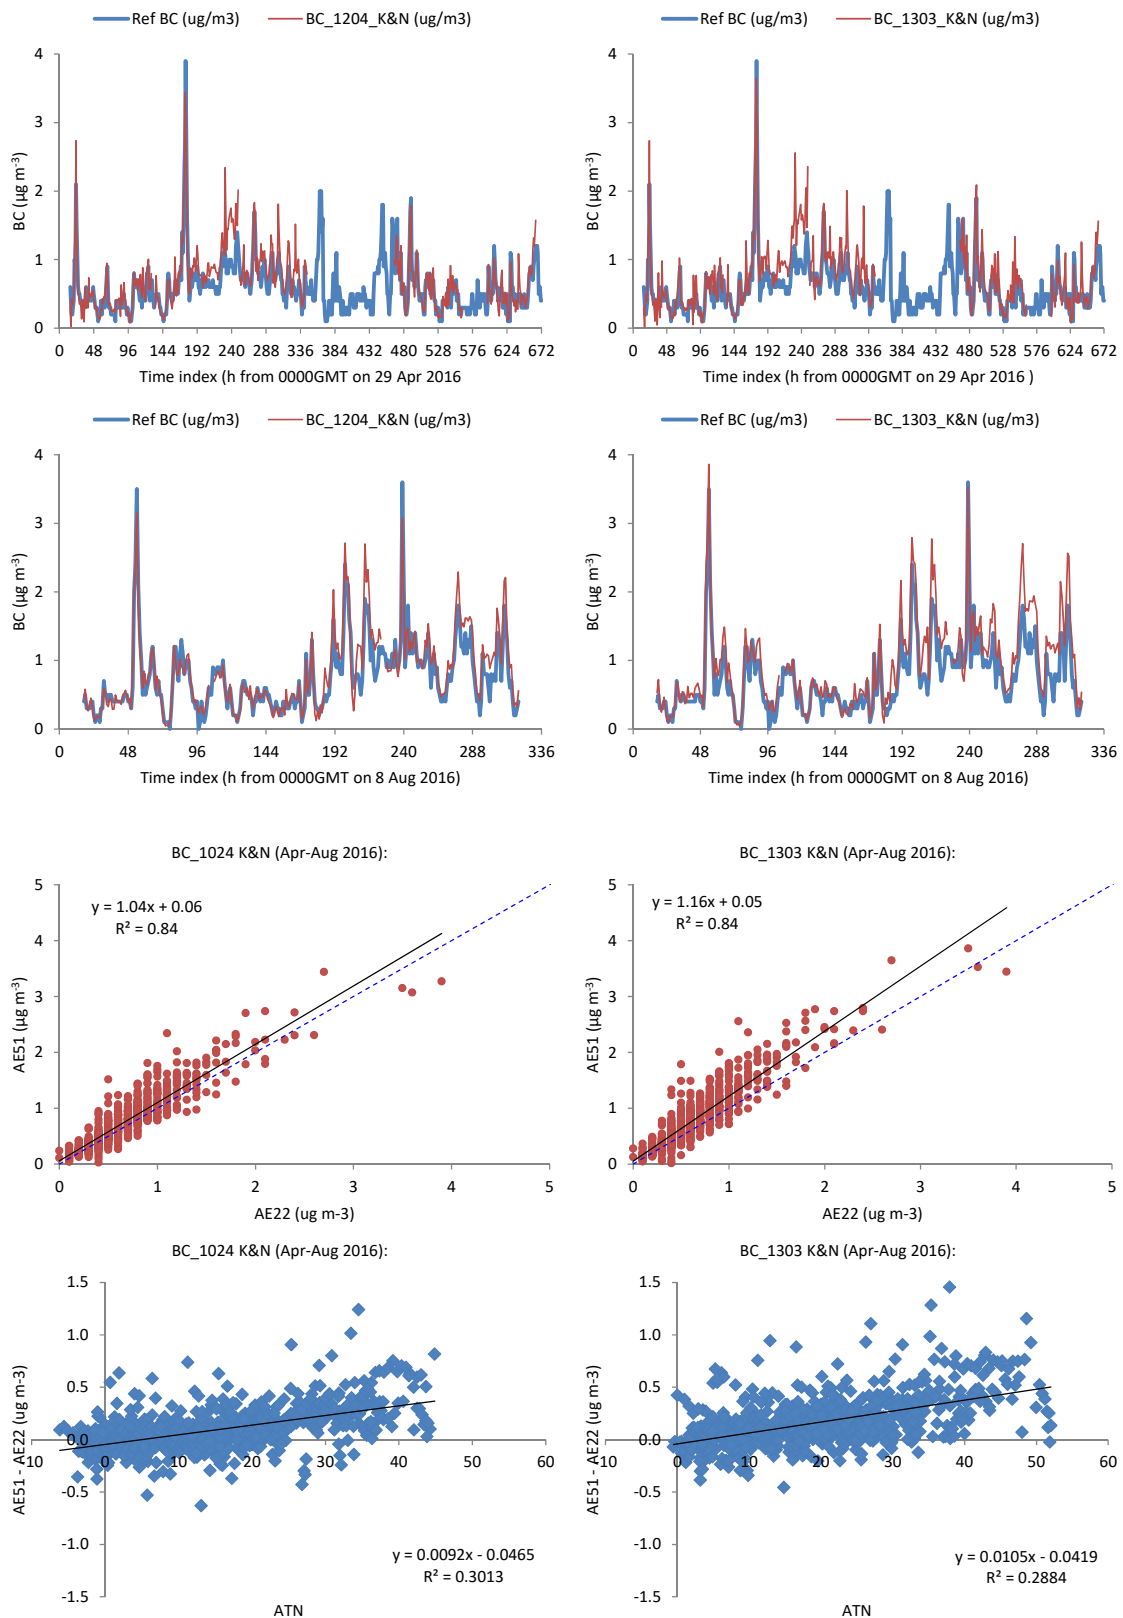 Ref BC (ug/m3) BC_1204_K&N (ug/m3)
4
3
2
1
0
BC (µg m-3)
0 48 96 144 192 240 288 336 384 432 480 528 576 624 672
Time index (h from 0000GMT on 29 Apr 2016
Ref BC (ug/m3) BC_1303_K&N (ug/m3)
4
3
2
1
0
BC (µg m-3)
0 48 96 144 192 240 288 336 384 432 480 528 576 624 672
Time index (h from 0000GMT on 29 Apr 2016 )
Ref BC (ug/m3) BC_1204_K&N (ug/m3)
4
3
2
1
0
BC (µg m-3)
0 48 96 144 192 240 288 336
Time index (h from 0000GMT on 8 Aug 2016)
Ref BC (ug/m3) BC_1303_K&N (ug/m3)
4
3
2
1
0
BC (µg m-3)
0 48 96 144 192 240 288 336
Time index (h from 0000GMT on 8 Aug 2016)
BC_1024 K&N (Apr-Aug 2016):
y = 1.04x + 0.06
R² = 0.84
5
4
3
2
1
0
AE51 (µg m-3)
0 1 2 3 4 5
AE22 (ug m-3)
BC_1303 K&N (Apr-Aug 2016):
y = 1.16x + 0.05
R² = 0.84
5
4
3
2
1
0
AE51 (µg m-3)
0 1 2 3 4 5
AE22 (ug m-3)
BC_1024 K&N (Apr-Aug 2016):
1.5
1.0
0.5
0.0
-0.5
-1.0
-1.5
AE51 - AE22 (ug m-3)
10 0 10 20 30 40 50 60
y = 0.0092x - 0.0465
R² = 0.3013
ATN
BC_1303 K&N (Apr-Aug 2016):
1.5
1.0
0.5
0.0
-0.5
-1.0
-1.5
AE51 - AE22 (ug m-3)
10 0 10 20 30 40 50 60
y = 0.0105x - 0.0419
R² = 0.2884
ATN